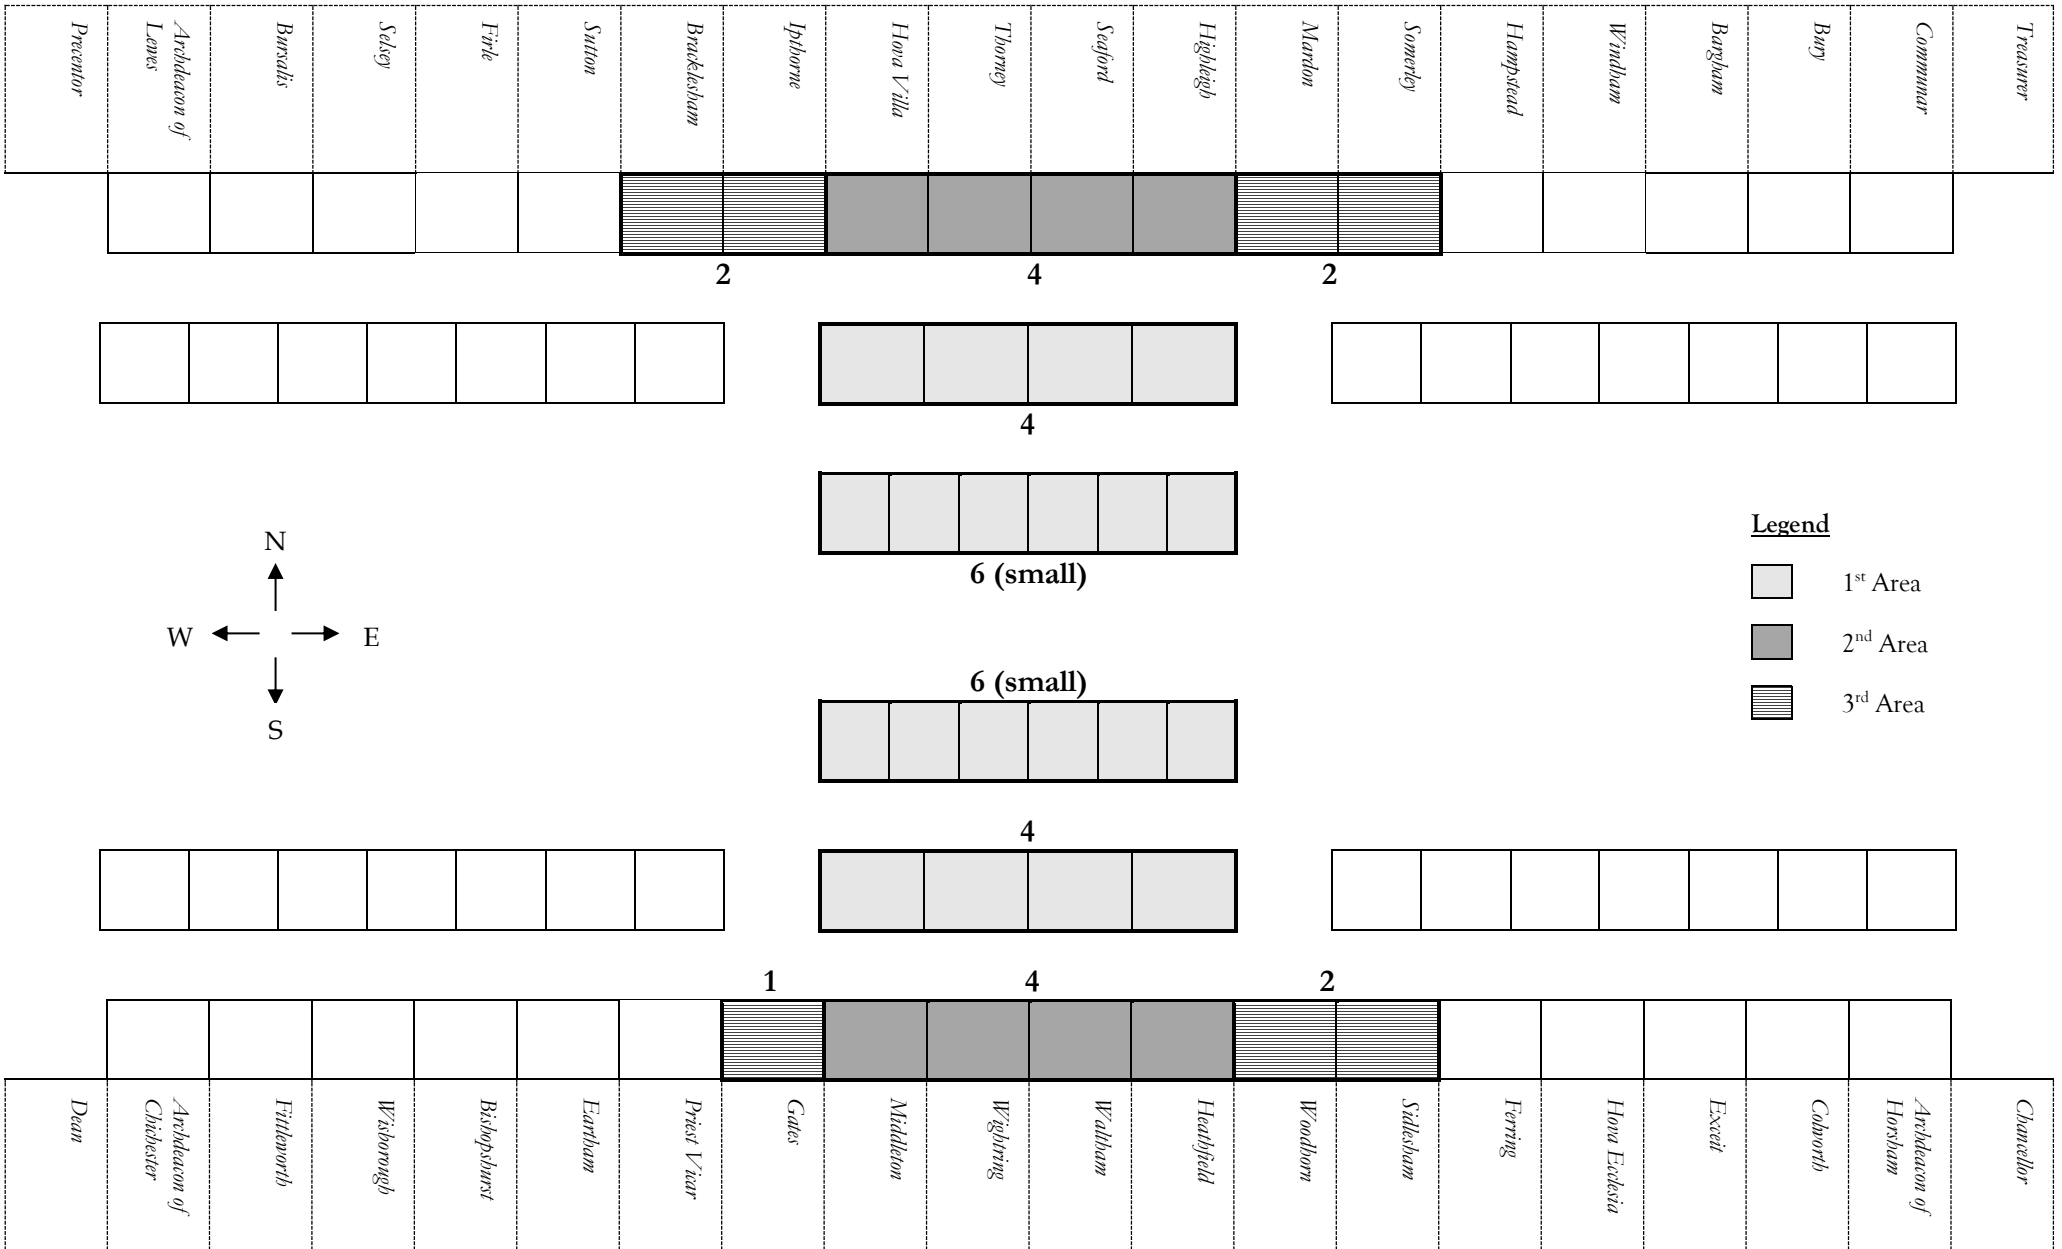 Precentor
Archdeacon of
Lewes
Bursalis
Selsey
Firle
Sutton
Bracklesham
Ipthorne
Hova Villa
Thorney
Seaford
Highleigh
Mardon
Somerley
Hampstead
Windham
Bargham
Bury
Communar
Treasurer
2
4
2
4
6 (small)
N
W
E
S
Legend
1st Area
2nd Area
3rd Area
6 (small)
4
1
4
2
Dean
Archdeacon of
Chichester
Fittleworth
Wisborough
Bishopshurst
Eartham
Priest Vicar
Gates
Middleton
Wightring
Waltham
Heathfield
Woodhorn
Sidlesham
Ferring
Hova Ecclesia
Exceit
Colworth
Archdeacon of
Horsham
Chancellor